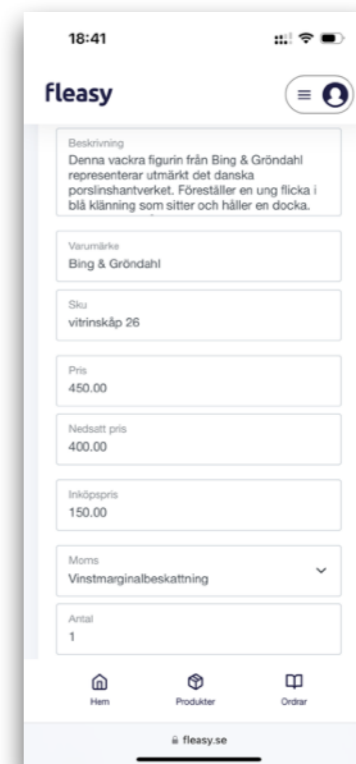 18:41
fleasy
Beskrivning
Denna vackra figurin från Bing & Gröndahl
representerar utmärkt det danska
porslinshantverket. Föreställer en ung flicka i
blå klänning som sitter och håller en docka.
Varumärke
Bing & Gröndahl
Sku
vitrinskåp 26
Pris
450.00
Nedsatt pris
400.00
Inköpspris
150.00
Moms
Vinstmarginalbeskattning
Antal
1
Hem Produkter Ordrar
fleasy.se